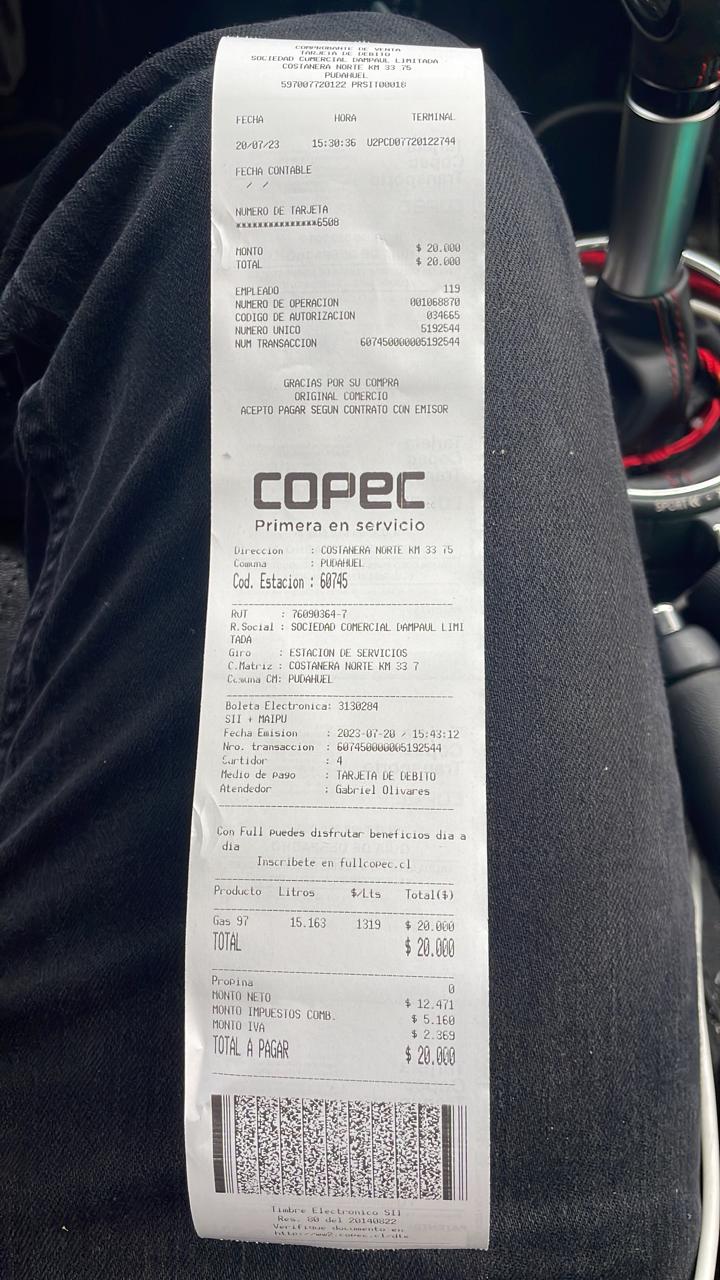 COMPROBANTE DE VENTA
TARJETA DE DEBITO
SOCIEDAD COMERCIAL DAMPAUL LIMITADA
COSTANERA NORTE KM 33 75
PUDAHUEL
597007720122 PRSIT00018
FECHA HORA TERMINAL
20/07/23 15:30:36 U2PCD07720122744
FECHA CONTABLE
/ /
NUMERO DE TARJETA
***************6508
MONTO $ 20.000
TOTAL $ 20.000
EMPLEADO 119
NUMERO DE OPERACION 001068870
CODIGO DE AUTORIZACION 034665
NUMERO UNICO 5192544
NUM TRANSACCION 607450000005192544
GRACIAS POR SU COMPRA
ORIGINAL COMERCIO
ACEPTO PAGAR SEGUN CONTRATO CON EMISOR
COPEC
Primera en servicio
Direccion : COSTANERA NORTE KM 33 75
Comuna : PUDAHUEL
Cod. Estacion : 60745
RUT : 76090364-7
R.Social : SOCIEDAD COMERCIAL DAMPAUL LIMI
TADA
Giro : ESTACION DE SERVICIOS
C.Matriz : COSTANERA NORTE KM 33 7
Comuna CM: PUDAHUEL
Boleta Electronica: 3130284
SII + MAIPU
Fecha Emision : 2023-07-20 / 15:43:12
Nro. transaccion : 607450000005192544
Surtidor : 4
Medio de pago : TARJETA DE DEBITO
Atendedor : Gabriel Olivares
Con Full puedes disfrutar beneficios dia a
dia
Inscribete en fullcopec.cl
Producto Litros $/Lts Total($)
Gas 97 15.163 1319 $ 20.000
TOTAL $ 20.000
Propina 0
MONTO NETO $ 12.471
MONTO IMPUESTOS COMB. $ 5.160
MONTO IVA $ 2.369
TOTAL A PAGAR $ 20.000
Timbre Electronico SII
Res. 80 del 20140822
Verifique documento en
http://ww2.copec.cl/dte
SPORT